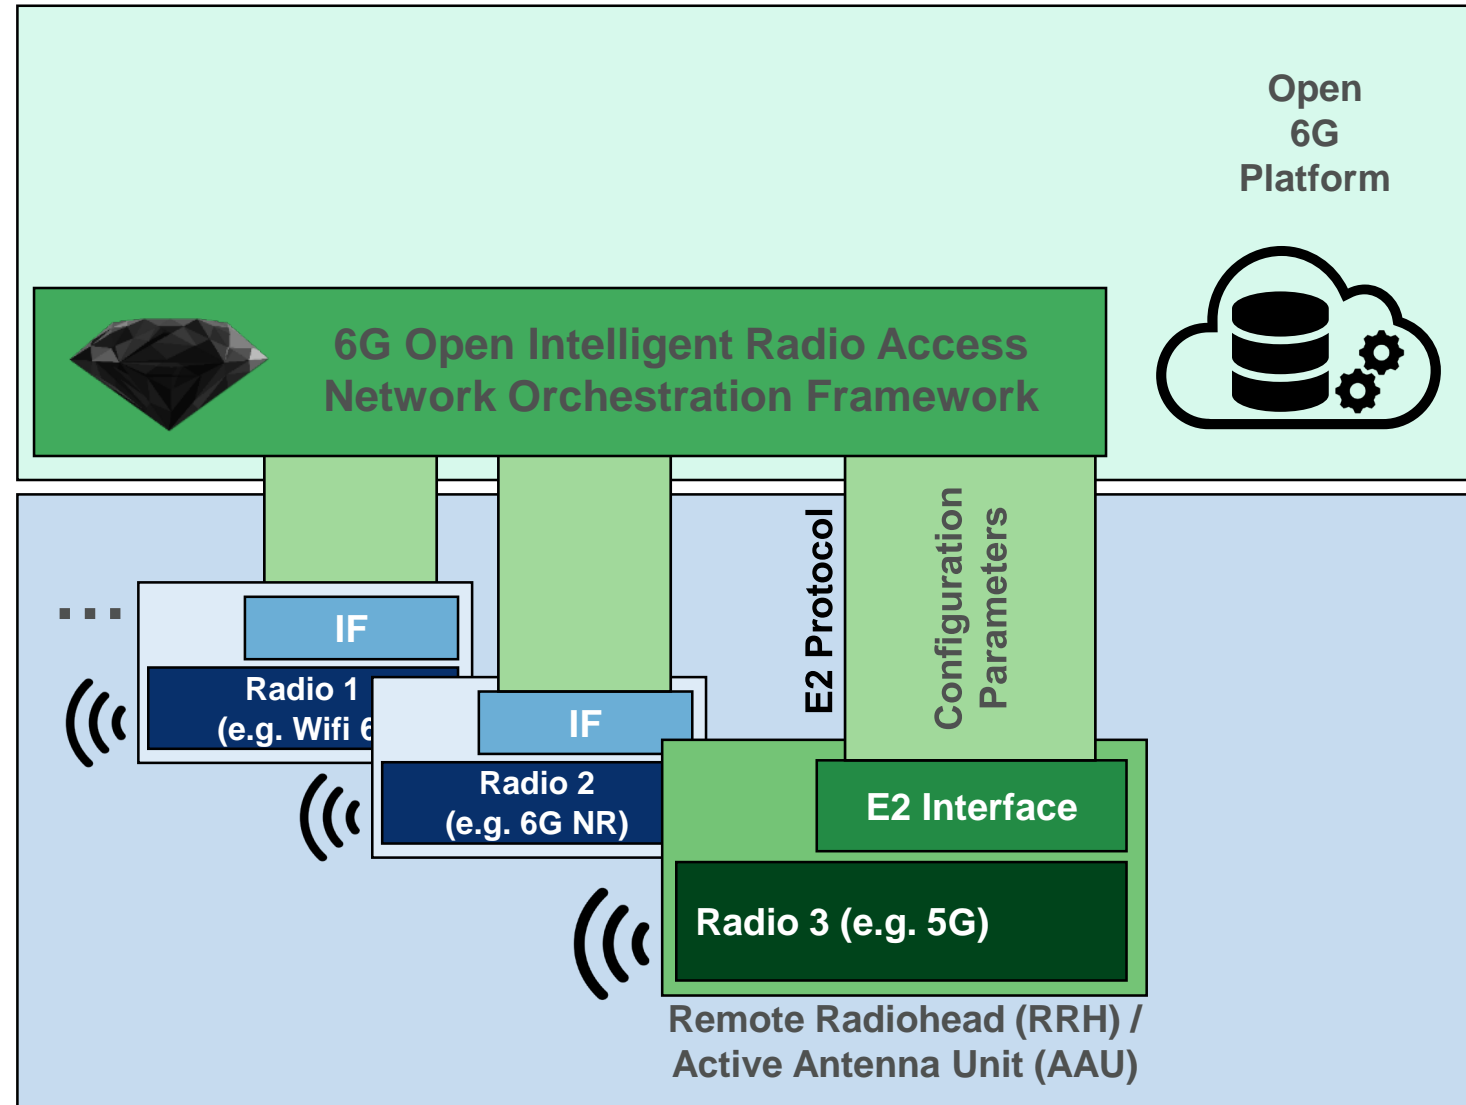 Open
6G
Platform
6G Open Intelligent Radio Access
Network Orchestration Framework
E2 Protocol
Configuration
Parameters
...
IF
Radio 1
(e.g. Wifi 6
IF
Radio 2
(e.g. 6G NR)
E2 Interface
Radio 3 (e.g. 5G)
Remote Radiohead (RRH) /
Active Antenna Unit (AAU)